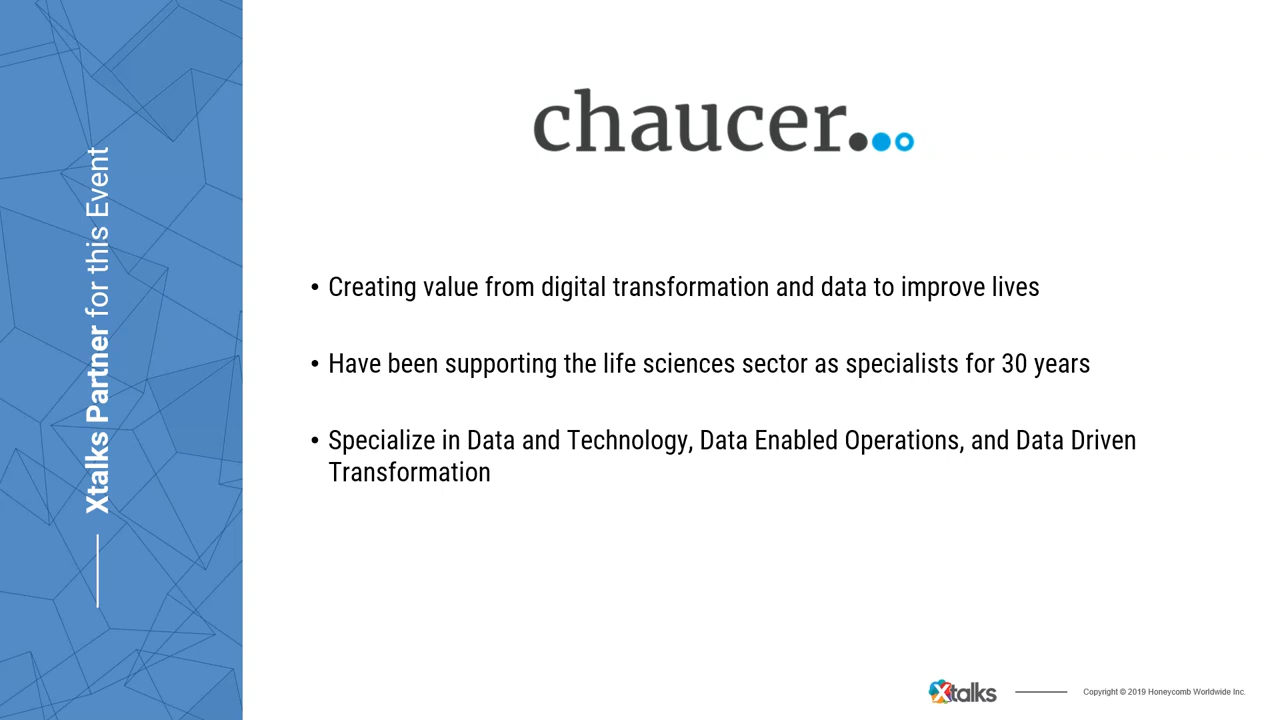 Xtalks Partner for this Event
chaucer
• Creating value from digital transformation and data to improve lives
• Have been supporting the life sciences sector as specialists for 30 years
• Specialize in Data and Technology, Data Enabled Operations, and Data Driven
Transformation
Xtalks
Copyright © 2019 Honeycomb Worldwide Inc.